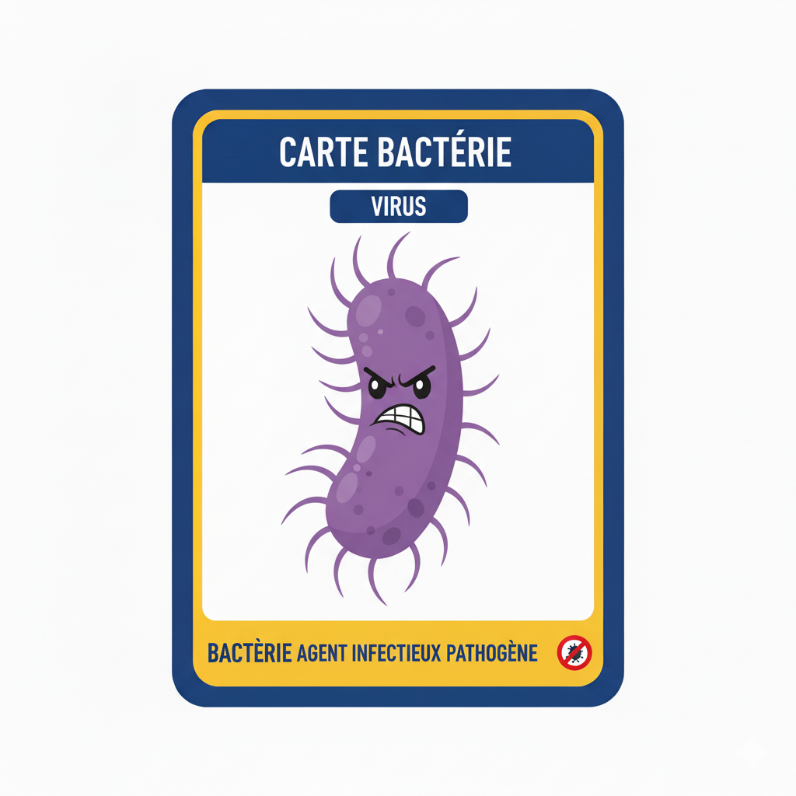 CARTE BACTÉRIE
VIRUS
BACTÈRIE AGENT INFECTIEUX PATHOGÈNE